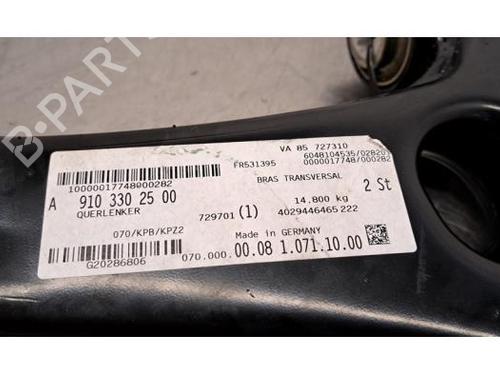 VA 85 727310
FR531395
6048104535/02820
0000017748/000282
10000017748000282
BRAS TRANSVERSAL
2 St
A 910 330 25 00
QUERLENKER
14.800 kg
729701 (1)
4029446465222
070/KPB/KPZ2
Made in GERMANY
G20286806
070.000.00.08 1.071.10.00
B-PARTS